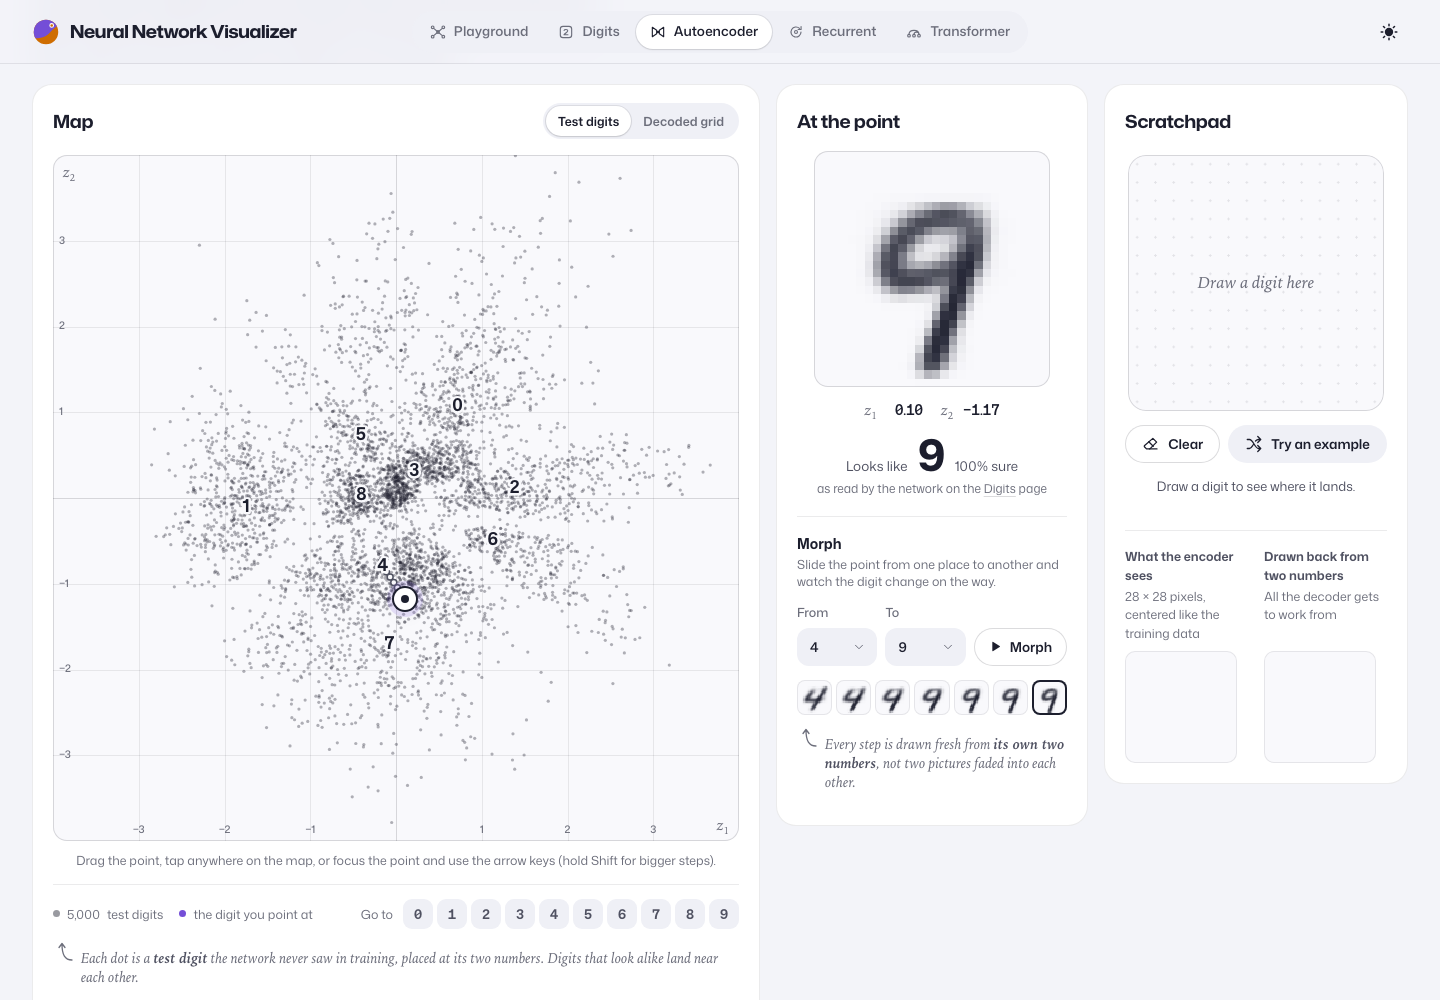 Neural Network Visualizer
Playground
Digits
Autoencoder
Recurrent
Transformer
Map
Test digits
Decoded grid
z2
3
2
1
−1
−2
−3
0
5
3
8
2
1
6
4
7
−3
−2
−1
1
2
3
z1
Drag the point, tap anywhere on the map, or focus the point and use the arrow keys (hold Shift for bigger steps).
5,000 test digits
the digit you point at
Go to
0 1 2 3 4 5 6 7 8 9
Each dot is a test digit the network never saw in training, placed at its two numbers. Digits that look alike land near
each other.
At the point
9
z1 0.10 z2 −1.17
Looks like 9 100% sure
as read by the network on the Digits page
Morph
Slide the point from one place to another and
watch the digit change on the way.
From
To
4
9
Morph
4 4 9 9 9 9 9
Every step is drawn fresh from its own two
numbers, not two pictures faded into each
other.
Scratchpad
Draw a digit here
Clear
Try an example
Draw a digit to see where it lands.
What the encoder
sees
28 × 28 pixels,
centered like the
training data
Drawn back from
two numbers
All the decoder gets
to work from